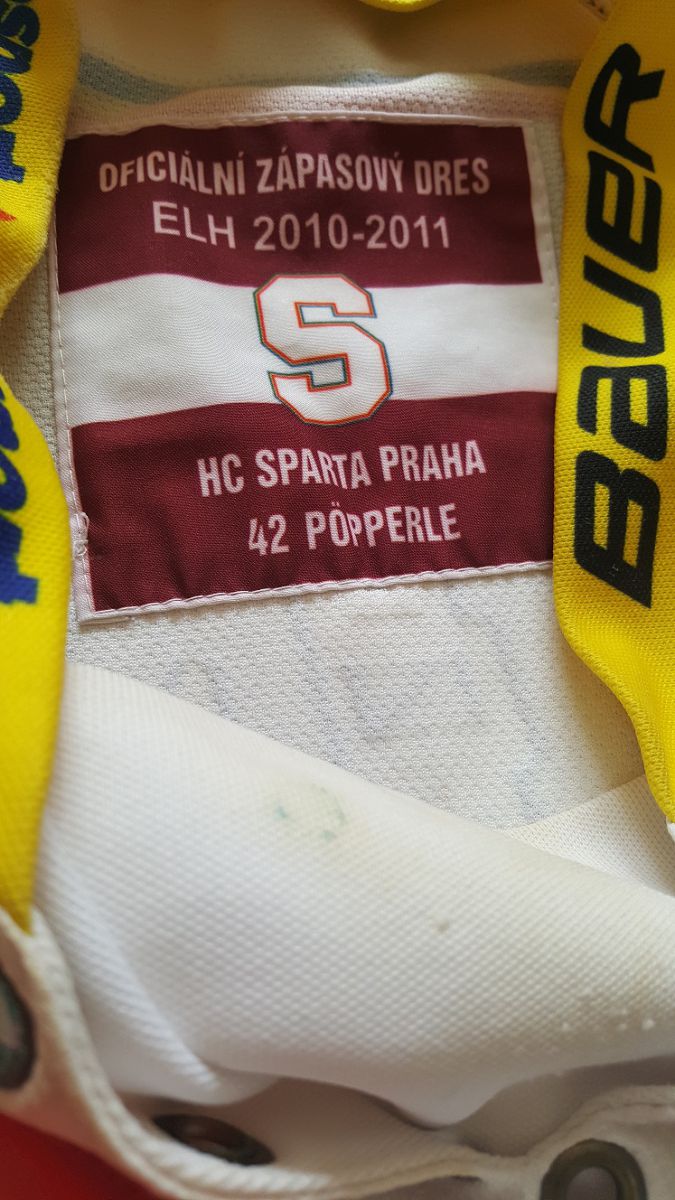 OFICIÁLNÍ ZÁPASOVÝ DRES
ELH 2010-2011
S
HC SPARTA PRAHA
42 PÖPPERLE
BAUER